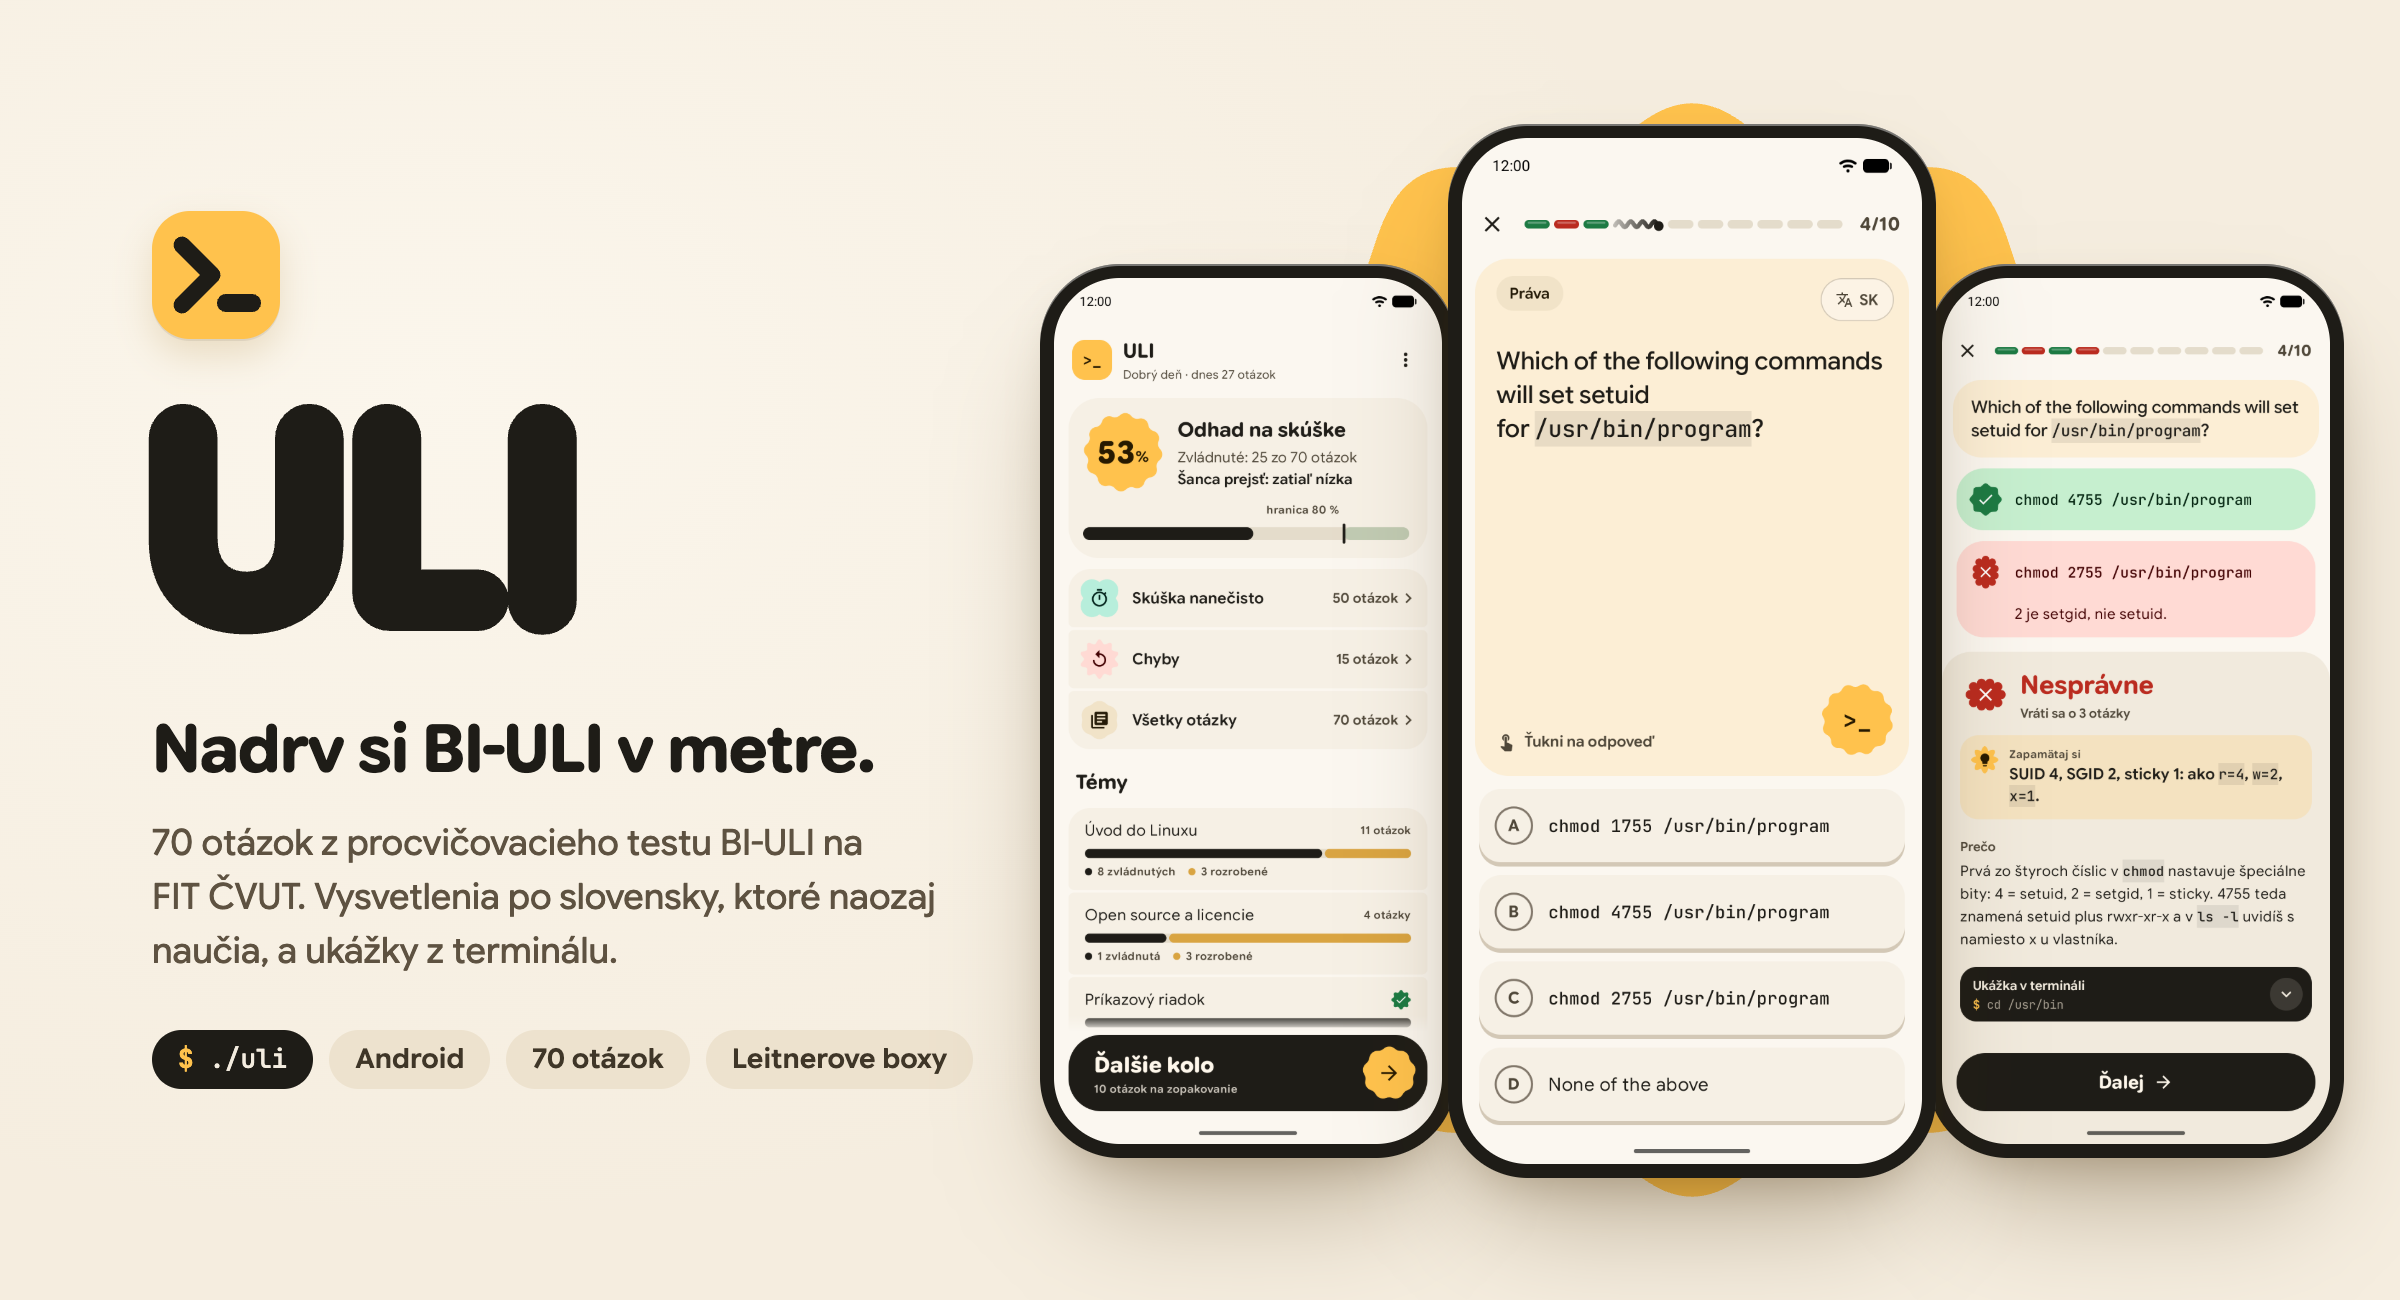 >_
ULI
Nadrv si BI-ULI v metre.
70 otázok z procvičovacieho testu BI-ULI na
FIT ČVUT. Vysvetlenia po slovensky, ktoré naozaj
naučia, a ukážky z terminálu.
$ ./uli
Android
70 otázok
Leitnerove boxy
12:00
>_
ULI
Dobrý deň · dnes 27 otázok
53%
Odhad na skúške
Zvládnuté: 25 zo 70 otázok
Šanca prejsť: zatiaľ nízka
hranica 80 %
Skúška nanečisto
50 otázok
Chyby
15 otázok
Všetky otázky
70 otázok
Témy
Úvod do Linuxu
11 otázok
8 zvládnutých
3 rozrobené
Open source a licencie
4 otázky
1 zvládnutá
3 rozrobené
Príkazový riadok
Ďalšie kolo
10 otázok na zopakovanie
12:00
4/10
Práva
SK
Which of the following commands
will set setuid
for /usr/bin/program?
Ťukni na odpoveď
>_
A chmod 1755 /usr/bin/program
B chmod 4755 /usr/bin/program
C chmod 2755 /usr/bin/program
D None of the above
12:00
4/10
Which of the following commands will set
setuid for /usr/bin/program?
chmod 4755 /usr/bin/program
chmod 2755 /usr/bin/program
2 je setgid, nie setuid.
Nesprávne
Vráti sa o 3 otázky
Zapamätaj si
SUID 4, SGID 2, sticky 1: ako r=4, w=2,
x=1.
Prečo
Prvá zo štyroch číslic v chmod nastavuje špeciálne
bity: 4 = setuid, 2 = setgid, 1 = sticky. 4755 teda
znamená setuid plus rwxr-xr-x a v ls -l uvidíš s
namiesto x u vlastníka.
Ukážka v termináli
$ cd /usr/bin
Ďalej